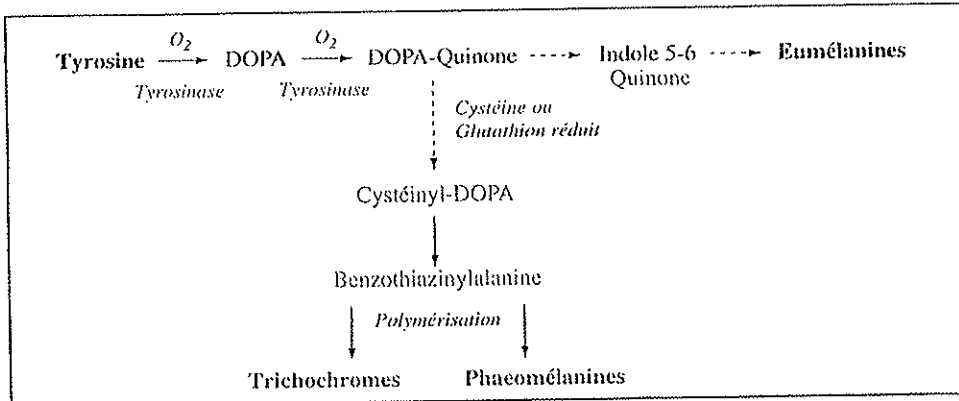 O2 O2
Tyrosine DOPA DOPA-Quinone Indole 5-6 Eumélanines
Tyrosinase Tyrosinase Quinone
Cystéine ou
Glutathion réduit
Cystéinyl-DOPA
Benzothiazinylalanine
Polymérisation
Trichochromes Phaeomélanines